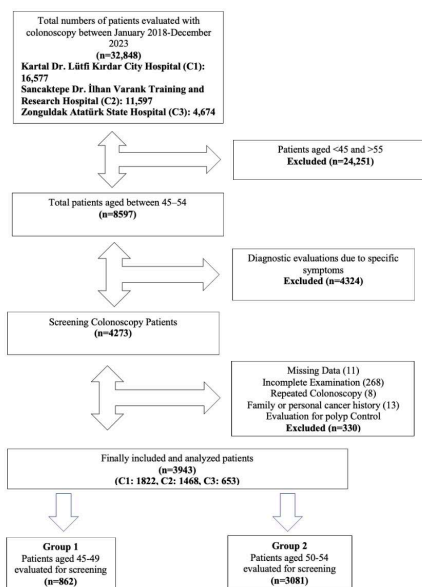 Total numbers of patients evaluated with
colonoscopy between January 2018-December
2023
(n=32,848)
Kartal Dr. Lütfi Kırdar City Hospital (C1):
16,577
Sancaktepe Dr. İlhan Varank Training and
Research Hospital (C2): 11,597
Zonguldak Atatürk State Hospital (C3): 4,674
Patients aged <45 and >55
Excluded (n=24,251)
Total patients aged between 45–54
(n=8597)
Diagnostic evaluations due to specific
symptoms
Excluded (n=4324)
Screening Colonoscopy Patients
(n=4273)
Missing Data (11)
Incomplete Examination (268)
Repeated Colonoscopy (8)
Family or personal cancer history (13)
Evaluation for polyp Control
Excluded (n=330)
Finally included and analyzed patients
(n=3943)
(C1: 1822, C2: 1468, C3: 653)
Group 1
Patients aged 45-49
evaluated for screening
(n=862)
Group 2
Patients aged 50-54
evaluated for screening
(n=3081)